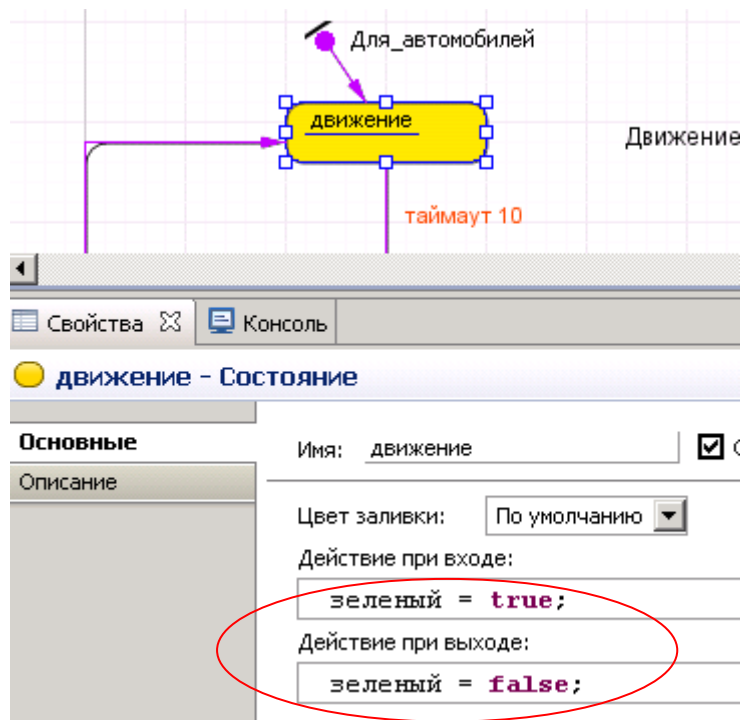 Для_автомобилей
движение
Движение
таймаут 10
Свойства
Консоль
движение - Состояние
Основные
Описание
Имя: движение
Цвет заливки: По умолчанию
Действие при входе:
зеленый = true;
Действие при выходе:
зеленый = false;